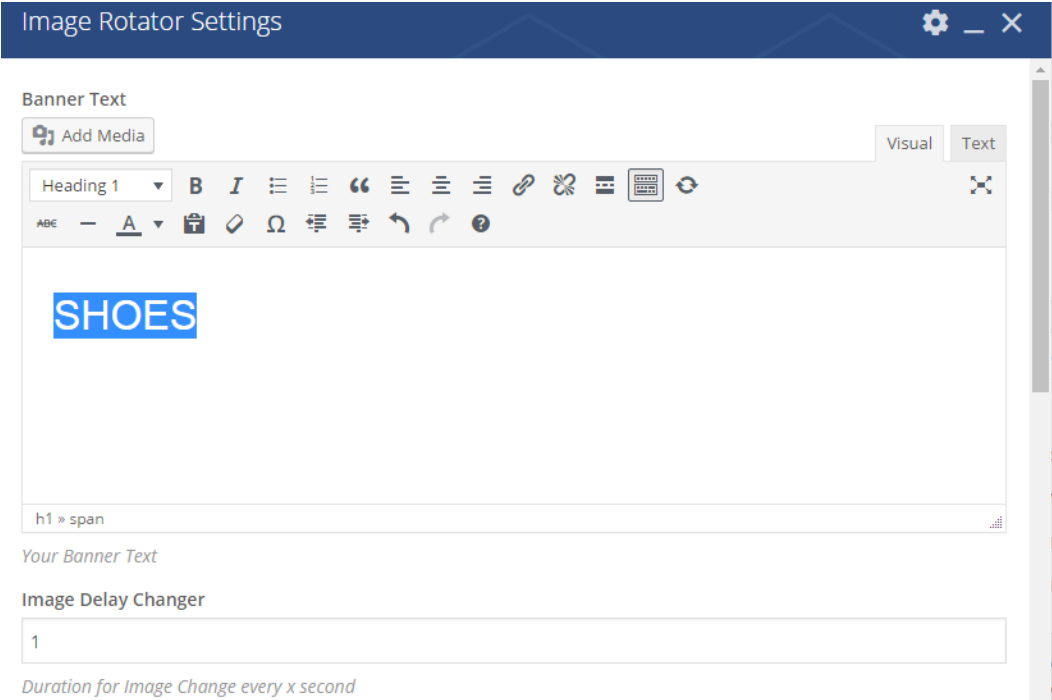 Image Rotator Settings
Banner Text
Add Media
Visual Text
Heading 1 B I
ABE A T Ω ?
SHOES
h1 » span
Your Banner Text
Image Delay Changer
1
Duration for Image Change every x second